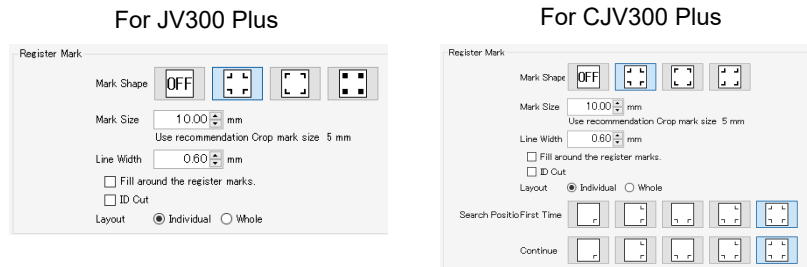 For JV300 Plus
Register Mark
Mark Shape OFF
Mark Size 10.00 mm
Use recommendation Crop mark size 5 mm
Line Width 0.60 mm
Fill around the register marks.
ID Cut
Layout Individual Whole
For CJV300 Plus
Register Mark
Mark Shape OFF
Mark Size 10.00 mm
Use recommendation Crop mark size 5 mm
Line Width 0.60 mm
Fill around the register marks.
ID Cut
Layout Individual Whole
Search Positio First Time
Continue